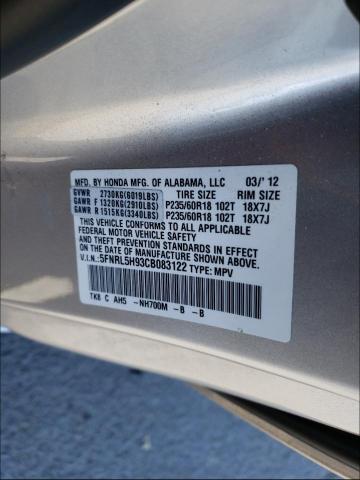 MFD. BY HONDA MFG. OF ALABAMA, LLC 03/'12
GVWR 2730KG(6019LBS) TIRE SIZE RIM SIZE
GAWR F 1320KG(2910LBS) P235/60R18 102T 18X7J
GAWR R 1515KG(3340LBS) P235/60R18 102T 18X7J
THIS VEHICLE CONFORMS TO ALL APPLICABLE
FEDERAL MOTOR VEHICLE SAFETY
AND THEFT PREVENTION STANDARDS IN EFFECT
ON THE DATE OF MANUFACTURE SHOWN ABOVE.
V.I.N.: 5FNRL5H93CB083122 TYPE: MPV
TK8 C AH5 -NH700M -B -B